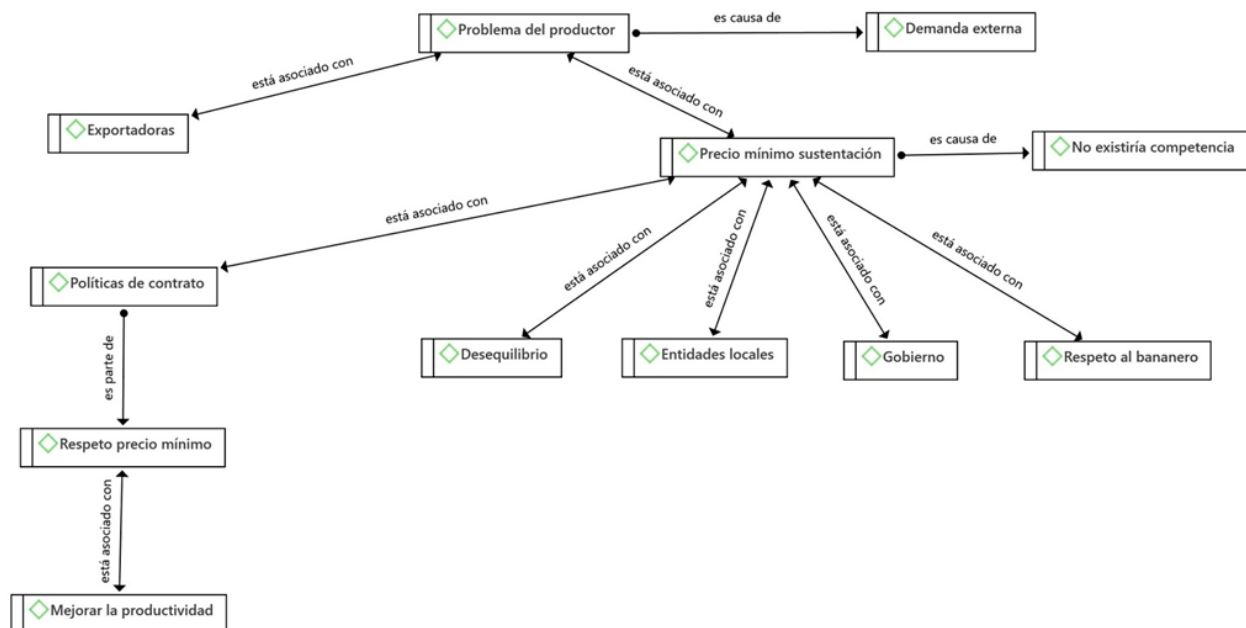 Problema del productor
es causa de
Demanda externa
está asociado con
está asociado con
Exportadoras
Precio mínimo sustentación
es causa de
No existiría competencia
está asociado con
está asociado con
está asociado con
está asociado con
está asociado con
Políticas de contrato
Desequilibrio
Entidades locales
Gobierno
Respeto al bananero
es parte de
Respeto precio mínimo
está asociado con
Mejorar la productividad